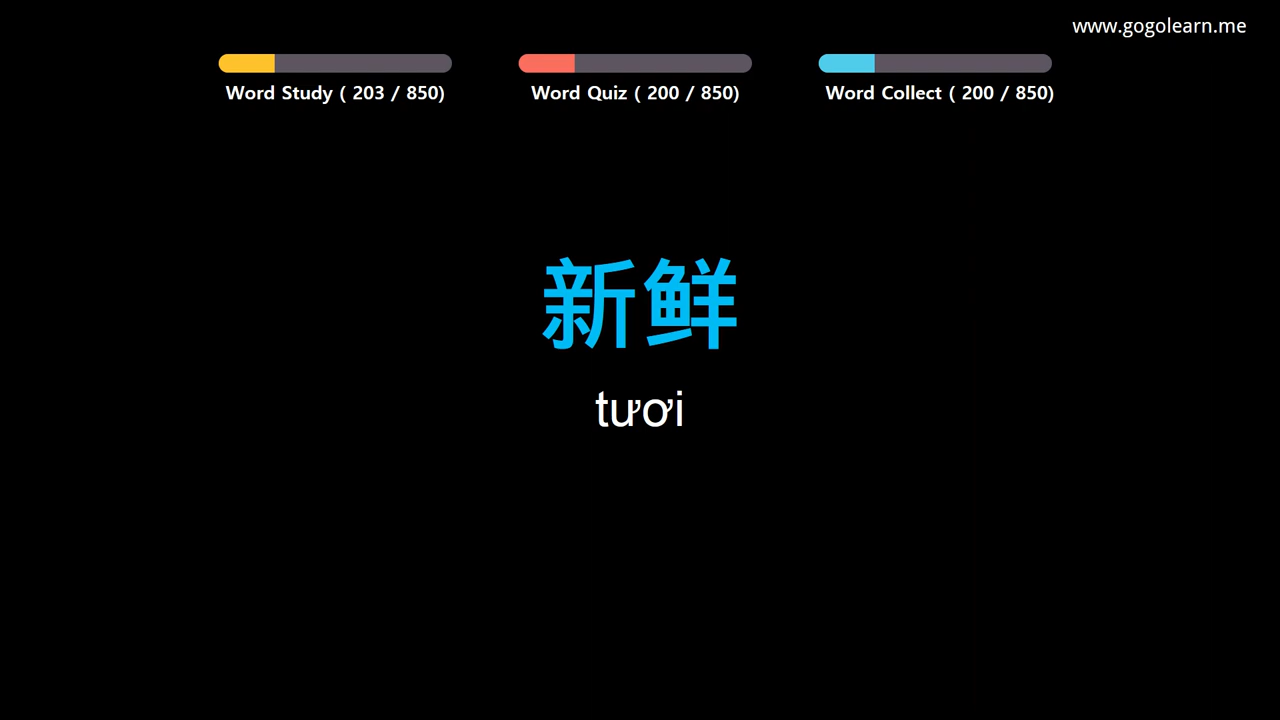 www.gogolearn.me
Word Study ( 203 / 850)
Word Quiz ( 200 / 850)
Word Collect ( 200 / 850)
新鲜
tươi